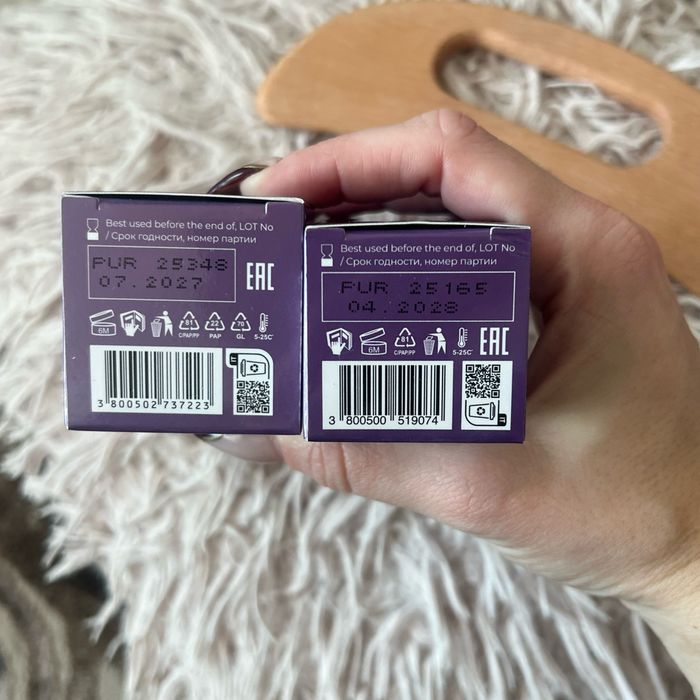 Best used before the end of, LOT No
/ Срок годности, номер партии
PUR 25348
07.2027
EAC
6M
81
C/PAP/PP
22
PAP
70
GL
5-25C°
3 800502 737223
IT
Best used before the end of, LOT No
/ Срок годности, номер партии
PUR 25165
04.2028
6M
81
C/PAP/PP
5-25C°
EAC
3 800500 519074
IT